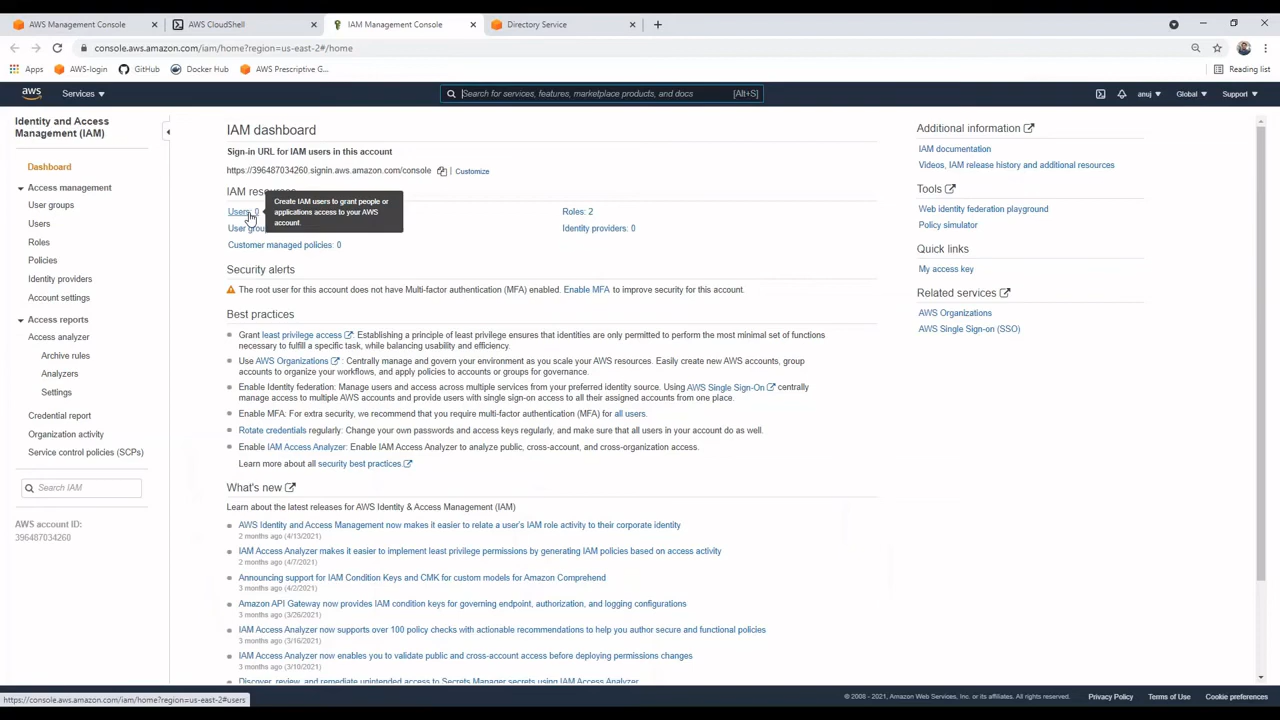 AWS Management Console
AWS CloudShell
IAM Management Console
Directory Service
console.aws.amazon.com/iam/home?region=us-east-2#/home
Apps
AWS-login
GitHub
Docker Hub
AWS Prescriptive G...
Reading list
aws
Services
Search for services, features, marketplace products, and docs
[Alt+S]
anuj
Global
Support
Identity and Access
Management (IAM)
Dashboard
Access management
User groups
Users
Roles
Policies
Identity providers
Account settings
Access reports
Access analyzer
Archive rules
Analyzers
Settings
Credential report
Organization activity
Service control policies (SCPs)
Search IAM
AWS account ID:
396487034260
IAM dashboard
Sign-in URL for IAM users in this account
https://396487034260.signin.aws.amazon.com/console
Customize
IAM
Users: 0
Create IAM users to grant people or
applications access to your AWS
account.
Roles: 2
User
Identity providers: 0
Customer managed policies: 0
Security alerts
The root user for this account does not have Multi-factor authentication (MFA) enabled. Enable MFA to improve security for this account.
Best practices
Grant least privilege access : Establishing a principle of least privilege ensures that identities are only permitted to perform the most minimal set of functions
necessary to fulfill a specific task, while balancing usability and efficiency.
Use AWS Organizations : Centrally manage and govern your environment as you scale your AWS resources. Easily create new AWS accounts, group
accounts to organize your workflows, and apply policies to accounts or groups for governance.
Enable Identity federation: Manage users and access across multiple services from your preferred identity source. Using AWS Single Sign-On centrally
manage access to multiple AWS accounts and provide users with single sign-on access to all their assigned accounts from one place.
Enable MFA: For extra security, we recommend that you require multi-factor authentication (MFA) for all users.
Rotate credentials regularly: Change your own passwords and access keys regularly, and make sure that all users in your account do as well.
Enable IAM Access Analyzer: Enable IAM Access Analyzer to analyze public, cross-account, and cross-organization access.
Learn more about all security best practices
What's new
Learn about the latest releases for AWS Identity & Access Management (IAM)
AWS Identity and Access Management now makes it easier to relate a user's IAM role activity to their corporate identity
2 months ago (4/13/2021)
IAM Access Analyzer makes it easier to implement least privilege permissions by generating IAM policies based on access activity
2 months ago (4/7/2021)
Announcing support for IAM Condition Keys and CMK for custom models for Amazon Comprehend
3 months ago (4/2/2021)
Amazon API Gateway now provides IAM condition keys for governing endpoint, authorization, and logging configurations
3 months ago (3/26/2021)
IAM Access Analyzer now supports over 100 policy checks with actionable recommendations to help you author secure and functional policies
3 months ago (3/16/2021)
IAM Access Analyzer now enables you to validate public and cross-account access before deploying permissions changes
3 months ago (3/10/2021)
Discover, review, and remediate unintended access to Secrets Manager secrets using IAM Access Analyzer
Additional information
IAM documentation
Videos, IAM release history and additional resources
Tools
Web identity federation playground
Policy simulator
Quick links
My access key
Related services
AWS Organizations
AWS Single Sign-on (SSO)
https://console.aws.amazon.com/iam/home?region=us-east-2#users
© 2008 - 2021, Amazon Web Services, Inc. or its affiliates. All rights reserved.
Privacy Policy
Terms of Use
Cookie preferences